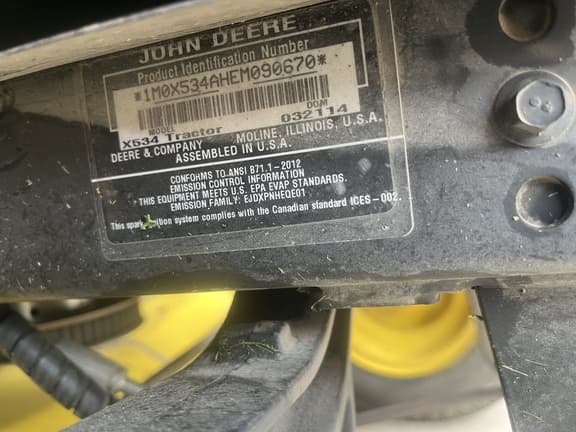 JOHN DEERE
Product Identification Number
*1M0X534AHEM090670*
MODEL DOM
X534 Tractor 032114
DEERE & COMPANY MOLINE, ILLINOIS, U.S.A.
ASSEMBLED IN U.S.A.
CONFORMS TO ANSI B71.1-2012
EMISSION CONTROL INFORMATION
THIS EQUIPMENT MEETS U.S. EPA EVAP STANDARDS.
EMISSION FAMILY: EJDXPNHEQE01
This spark ignition system complies with the Canadian standard ICES-002.